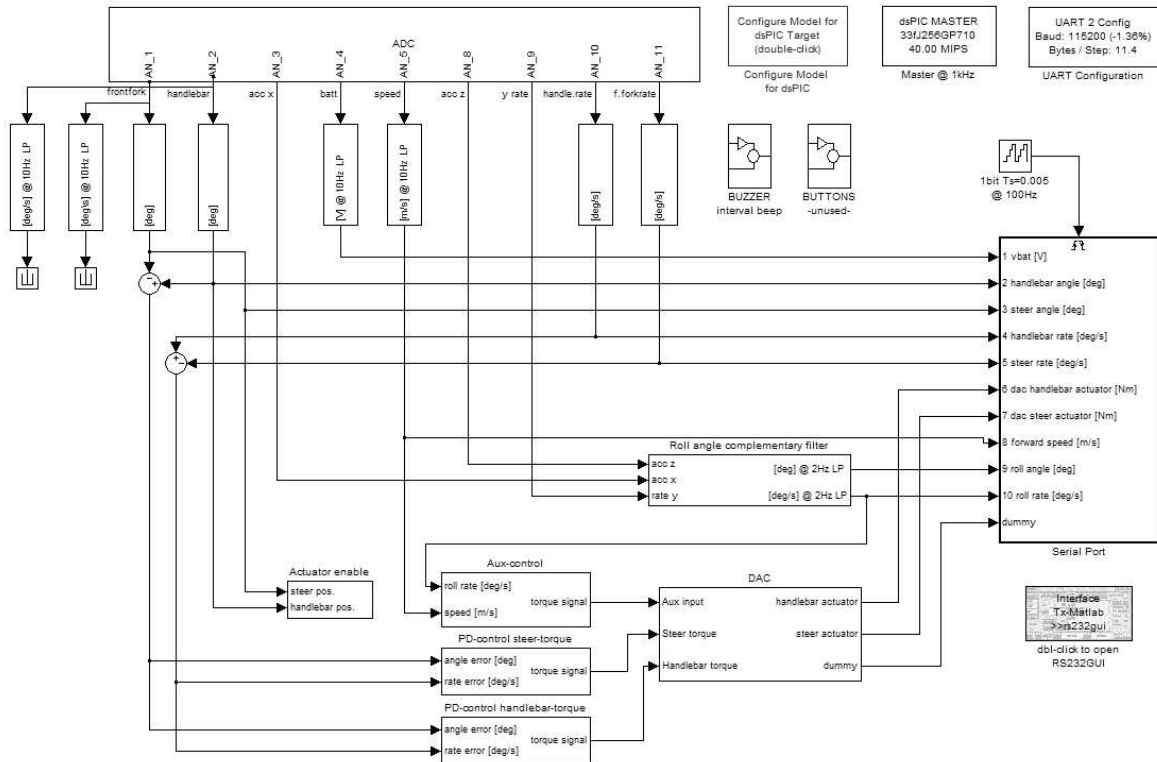 ADC
AN_1
AN_2
AN_3
AN_4
AN_5
AN_8
AN_9
AN_10
AN_11
frontfork
handlebar
acc x
batt
speed
acc z
y rate
handle.rate
f.forkrate
Configure Model for
dsPIC Target
(double-click)
Configure Model
for dsPIC
dsPIC MASTER
33fJ256GP710
40.00 MIPS
Master @ 1kHz
UART 2 Config
Baud: 115200 (-1.36%)
Bytes / Step: 11.4
UART Configuration
[deg/s] @ 10Hz LP
[deg/s] @ 10Hz LP
[deg]
[deg]
[V] @ 10Hz LP
[m/s] @ 10Hz LP
[deg/s]
[deg/s]
BUZZER
interval beep
BUTTONS
-unused-
1bit Ts=0.005
@ 100Hz
1 vbat [V]
2 handlebar angle [deg]
3 steer angle [deg]
4 handlebar rate [deg/s]
5 steer rate [deg/s]
6 dac handlebar actuator [Nm]
7 dac steer actuator [Nm]
8 forward speed [m/s]
9 roll angle [deg]
10 roll rate [deg/s]
dummy
Serial Port
Roll angle complementary filter
acc z
acc x
rate y
[deg] @ 2Hz LP
[deg/s] @ 2Hz LP
Actuator enable
steer pos.
handlebar pos.
Aux-control
roll rate [deg/s]
speed [m/s]
torque signal
PD-control steer-torque
angle error [deg]
rate error [deg/s]
torque signal
PD-control handlebar-torque
angle error [deg]
rate error [deg/s]
torque signal
DAC
Aux input
Steer torque
Handlebar torque
handlebar actuator
steer actuator
dummy
Interface
Tx-Matlab
>>rs232gui
dbl-click to open
RS232GUI